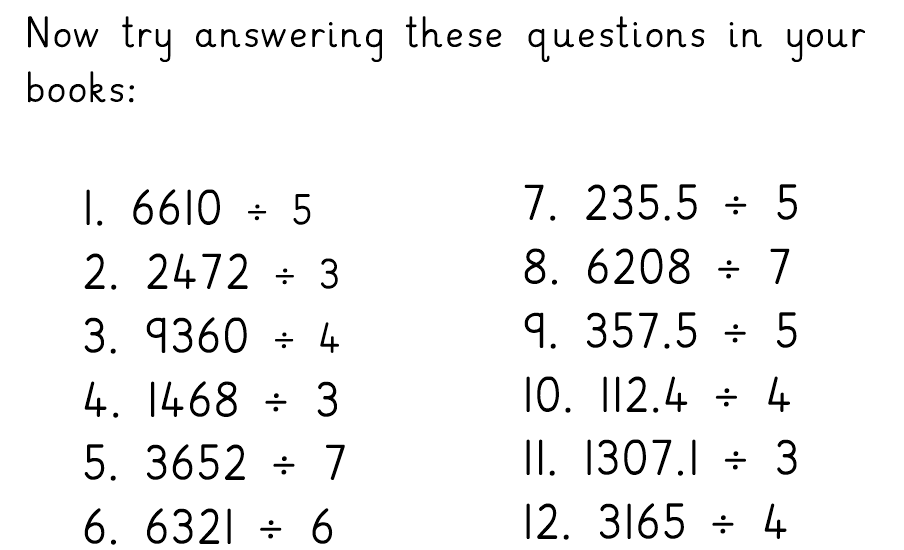 Now try answering these questions in your
books:
1. 6610 ÷ 5
2. 2472 ÷ 3
3. 9360 ÷ 4
4. 1468 ÷ 3
5. 3652 ÷ 7
6. 6321 ÷ 6
7. 235.5 ÷ 5
8. 6208 ÷ 7
9. 357.5 ÷ 5
10. 112.4 ÷ 4
11. 1307.1 ÷ 3
12. 3165 ÷ 4